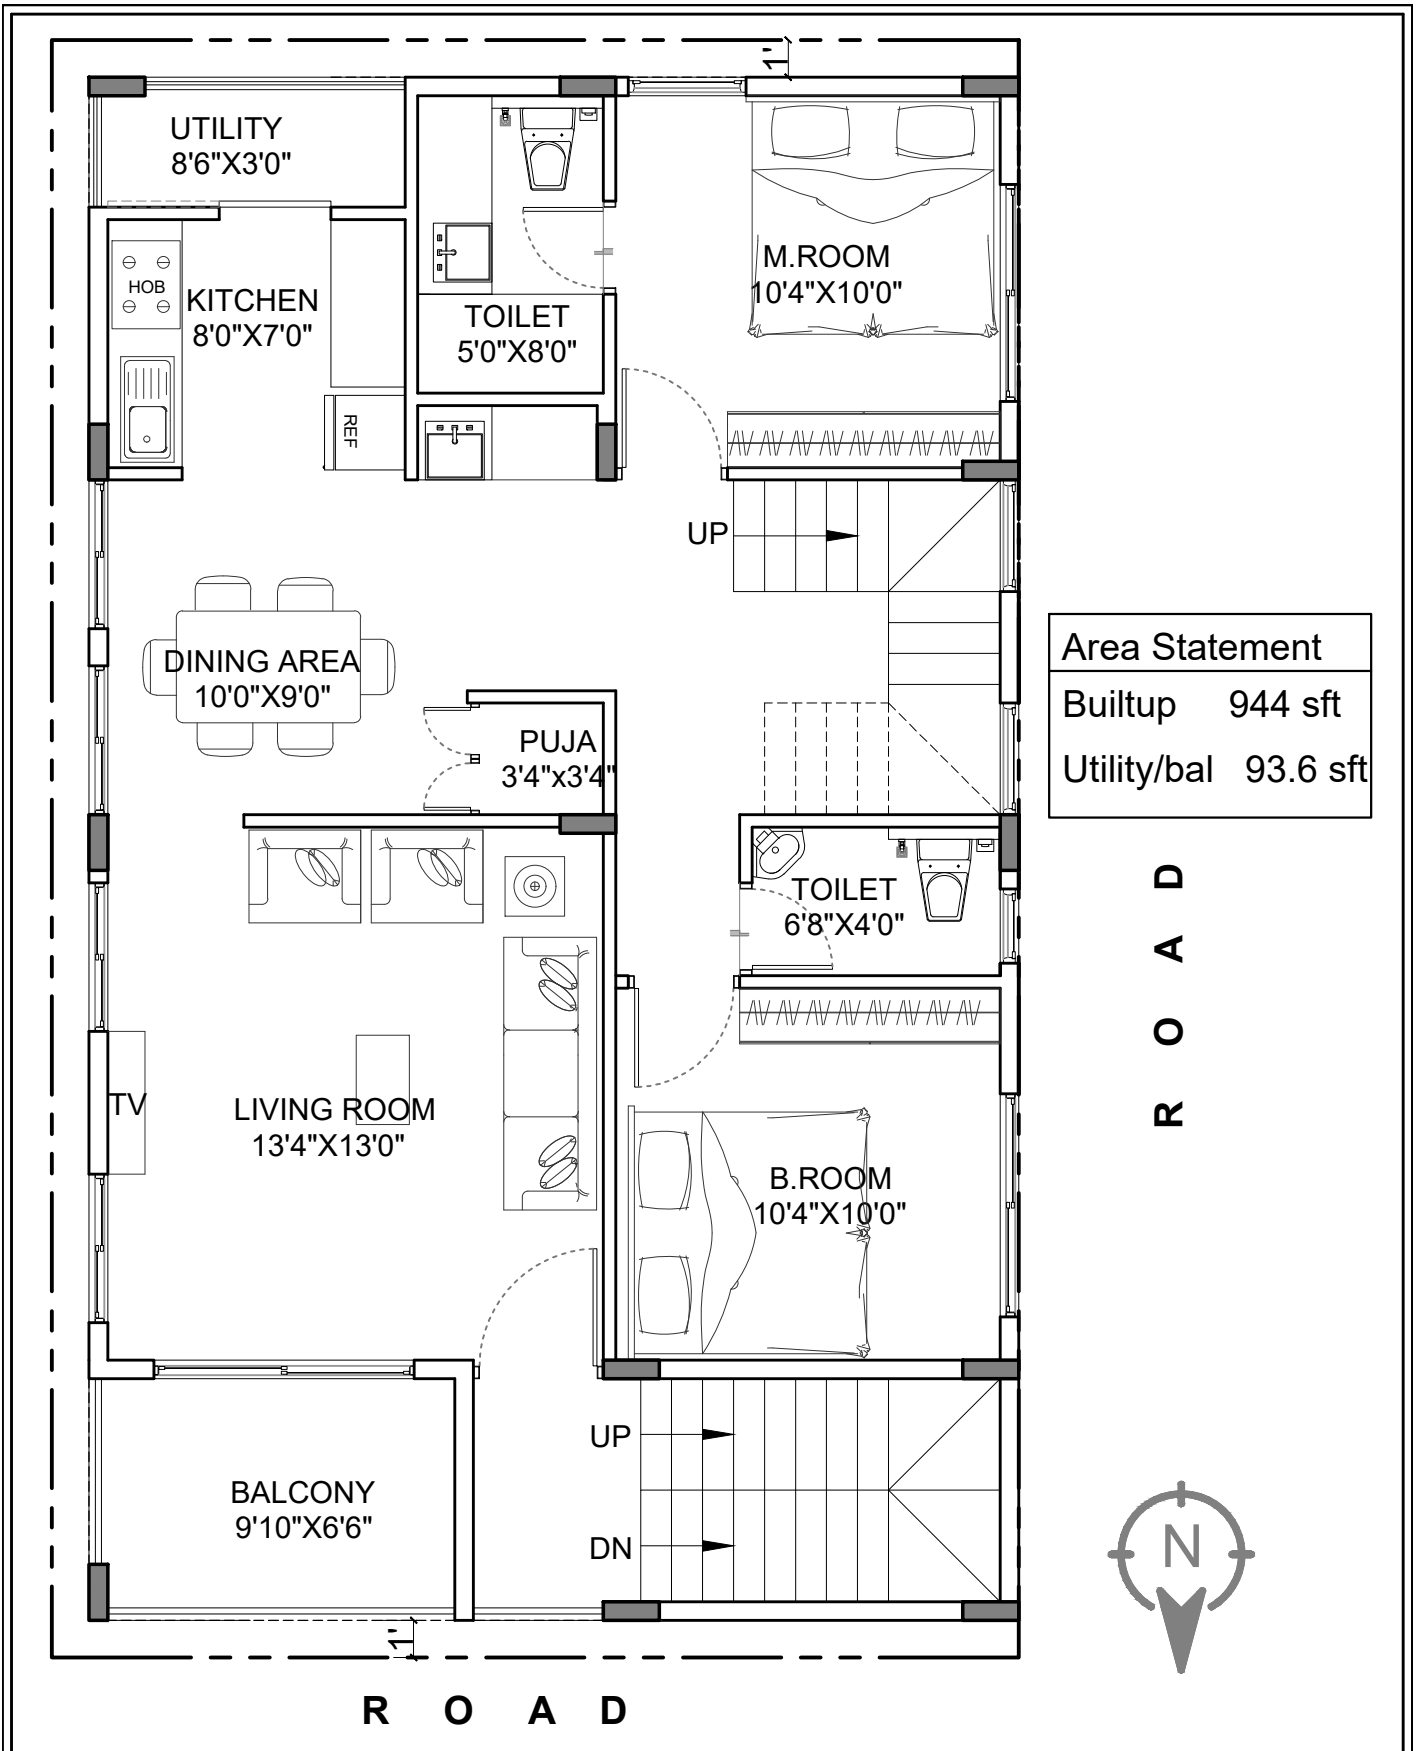 1'
UTILITY
8'6"X3'0"
HOB
KITCHEN
8'0"X7'0"
REF
TOILET
5'0"X8'0"
M.ROOM
10'4"X10'0"
UP
DINING AREA
10'0"X9'0"
PUJA
3'4"x3'4"
Area Statement
Builtup 944 sft
Utility/bal 93.6 sft
TOILET
6'8"X4'0"
ROAD
TV
LIVING ROOM
13'4"X13'0"
B.ROOM
10'4"X10'0"
UP
BALCONY
9'10"X6'6"
DN
N
1'
ROAD